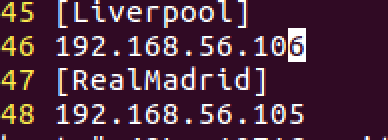 45 [Liverpool]
46 192.168.56.106
47 [RealMadrid]
48 192.168.56.105